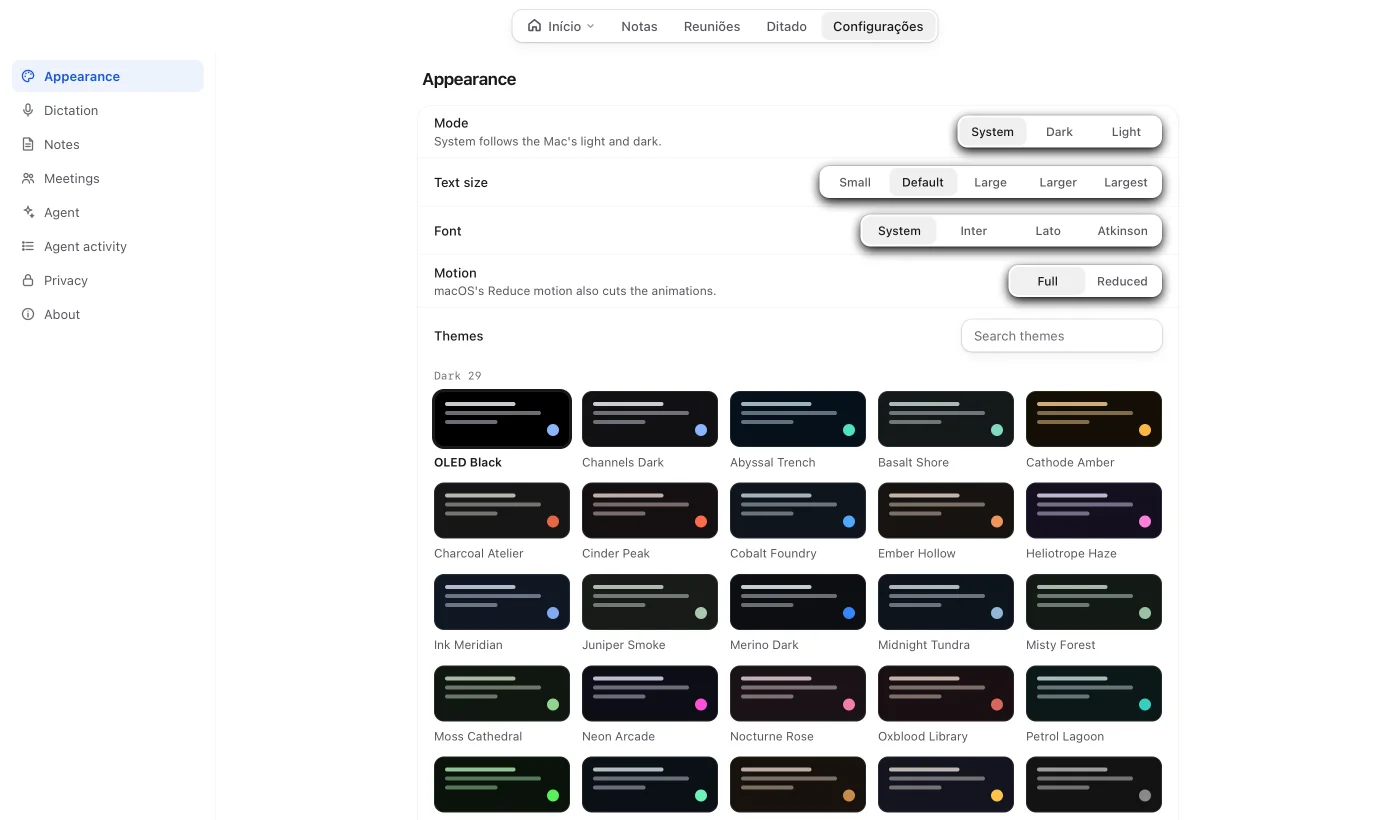 Início Notas Reuniões Ditado Configurações
Appearance
Dictation
Notes
Meetings
Agent
Agent activity
Privacy
About
Appearance
Mode
System follows the Mac's light and dark.
System Dark Light
Text size
Small Default Large Larger Largest
Font
System Inter Lato Atkinson
Motion
macOS's Reduce motion also cuts the animations.
Full Reduced
Themes
Search themes
Dark 29
OLED Black Channels Dark Abyssal Trench Basalt Shore Cathode Amber
Charcoal Atelier Cinder Peak Cobalt Foundry Ember Hollow Heliotrope Haze
Ink Meridian Juniper Smoke Merino Dark Midnight Tundra Misty Forest
Moss Cathedral Neon Arcade Nocturne Rose Oxblood Library Petrol Lagoon